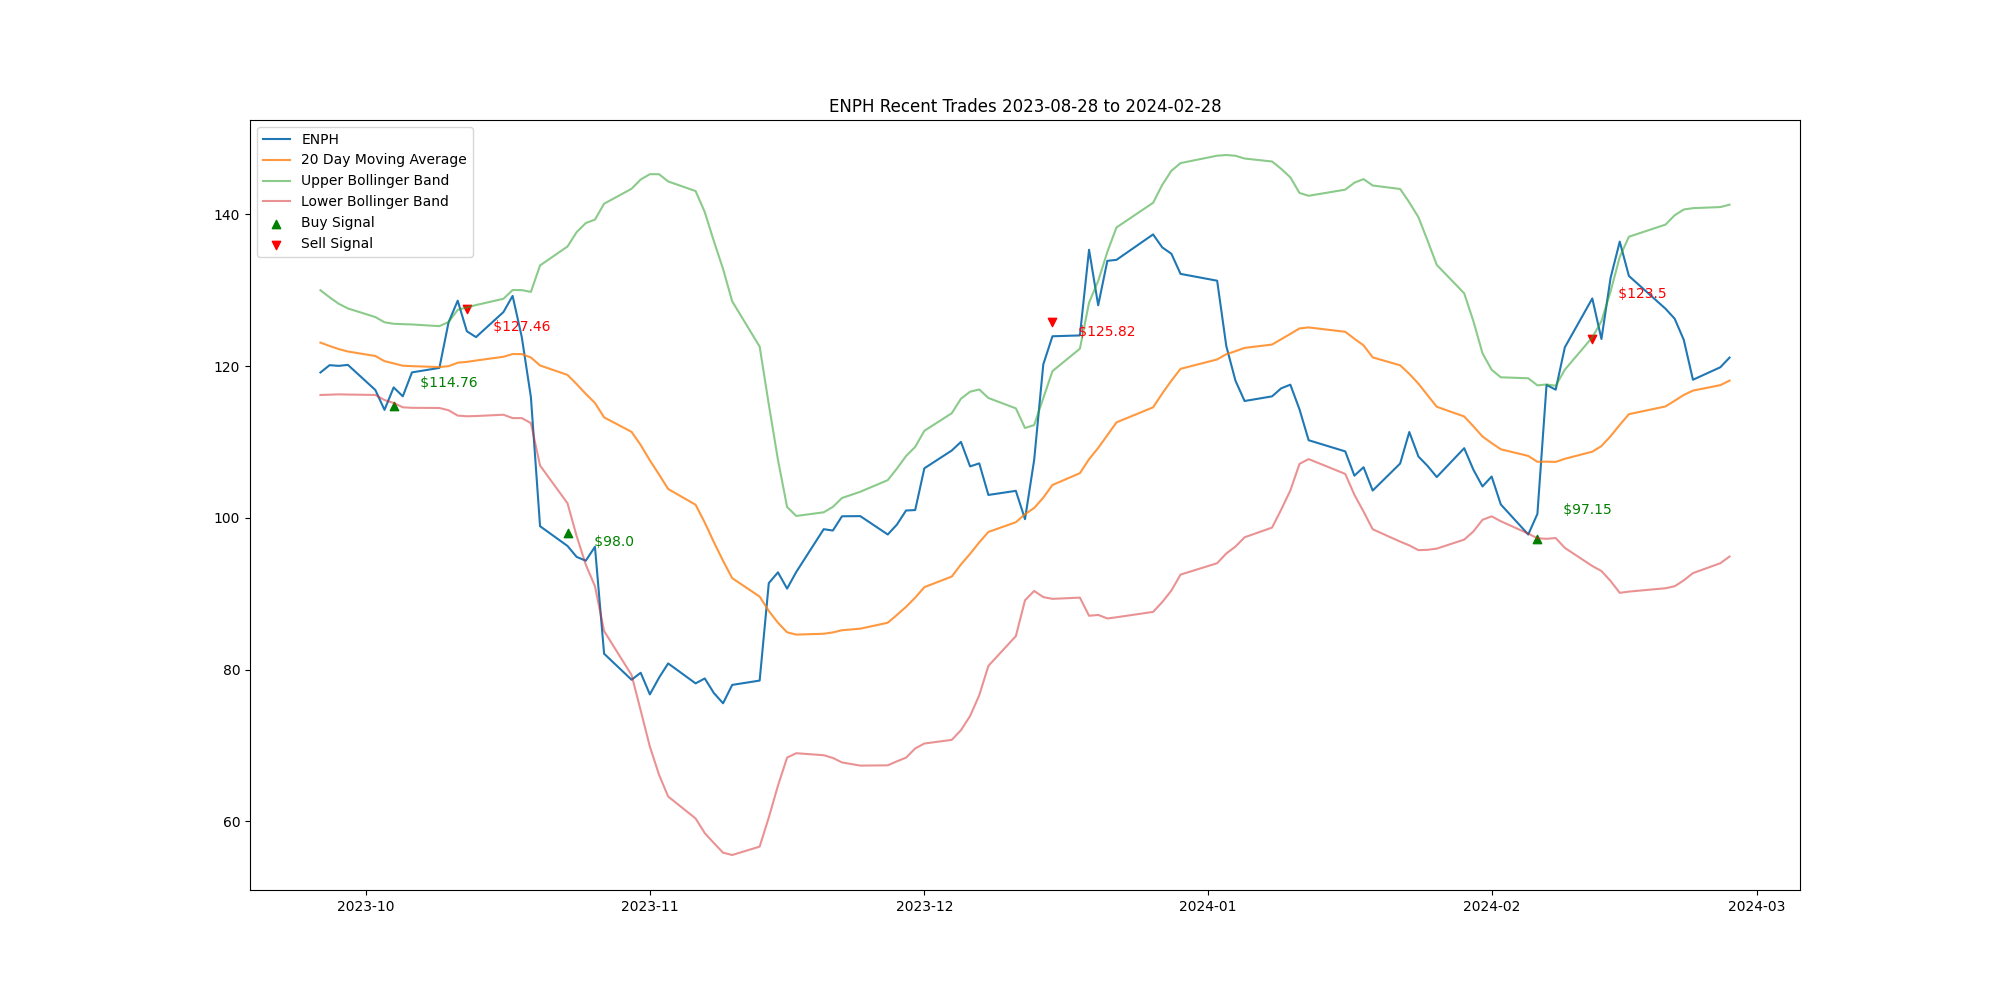 ENPH Recent Trades 2023-08-28 to 2024-02-28
ENPH
20 Day Moving Average
Upper Bollinger Band
Lower Bollinger Band
Buy Signal
Sell Signal
140
120
100
80
60
$127.46
$114.76
$98.0
$125.82
$123.5
$97.15
2023-10
2023-11
2023-12
2024-01
2024-02
2024-03